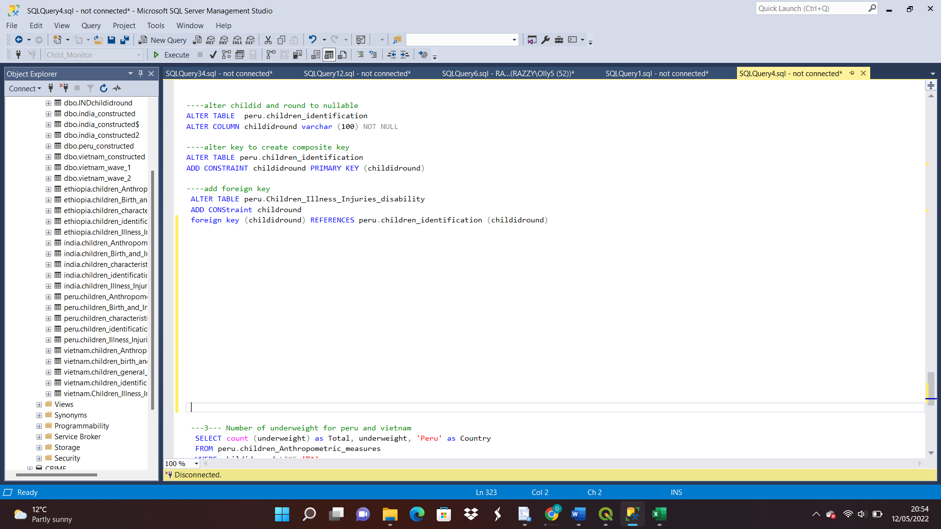 SQLQuery4.sql - not connected* - Microsoft SQL Server Management Studio
Quick Launch (Ctrl+Q)
File Edit View Query Project Tools Window Help
New Query
Child_Monitor
Execute
Object Explorer
SQLQuery34.sql - not connected*
SQLQuery12.sql - not connected*
SQLQuery6.sql - RA...(RAZZY\Olly5 (52))*
SQLQuery1.sql - not connected*
SQLQuery4.sql - not connected*
Connect
dbo.INDchildidround
dbo.india_constructed
dbo.india_constructed$
dbo.india_constructed2
dbo.peru_constructed
dbo.vietnam_constructed
dbo.vietnam_wave_1
dbo.vietnam_wave_2
ethiopia.children_Anthrop
ethiopia.children_Birth_an
ethiopia.children_characte
ethiopia.children_identific
ethiopia.children_Illness_I
india.children_Anthropom
india.children_Birth_and_In
india.children_characterist
india.children_identificatio
india.children_Illness_Injur
peru.children_Anthropome
peru.children_Birth_and_Ir
peru.children_characteristi
peru.children_identificatio
peru.children_Illness_Injuri
vietnam.children_Anthrop
vietnam.children_birth_an
vietnam.children_general_
vietnam.children_identific
vietnam.Children_Illness_I
Views
Synonyms
Programmability
Service Broker
Storage
Security
CRIME
----alter childid and round to nullable
ALTER TABLE  peru.children_identification
ALTER COLUMN childidround varchar (100) NOT NULL
----alter key to create composite key
ALTER TABLE peru.children_identification
ADD CONSTRAINT childidround PRIMARY KEY (childidround)
----add foreign key
ALTER TABLE peru.Children_Illness_Injuries_disability
ADD CONStraint childround
foreign key (childidround) REFERENCES peru.children_identification (childidround)
---3--- Number of underweight for peru and vietnam
SELECT count (underweight) as Total, underweight, 'Peru' as Country
FROM peru.children_Anthropometric_measures
100 %
Disconnected.
Ready
Ln 323
Col 2
Ch 2
INS
12°C
Partly sunny
20:54
12/05/2022